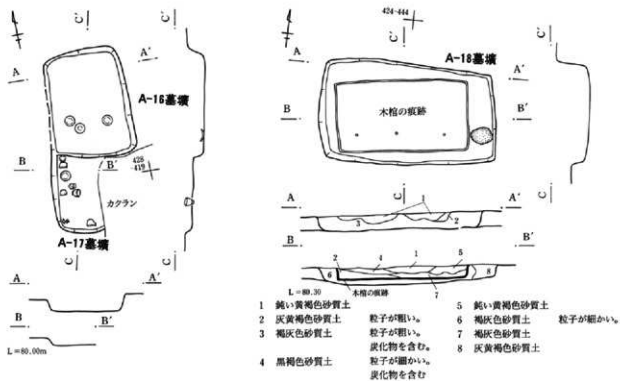 C'
A
A'
A-16墓壙
B
B'
428
-419
カクラン
A-17墓壙
C
A
A'
B
B'
L=80.00m
C'
C
424-444
C'
A
A-18墓壙
A'
木棺の痕跡
B
B'
C
A
1
A'
3
2
B
B'
2
4
1
5
6
8
木棺の痕跡
7
L=80.30
1 鈍い黄褐色砂質土
2 灰黄褐色砂質土 粒子が粗い。
3 褐灰色砂質土 粒子が粗い。
炭化物を含む。
4 黒褐色砂質土 粒子が細かい。
炭化物を含む
5 鈍い黄褐色砂質土
6 褐灰色砂質土 粒子が細かい。
7 褐灰色砂質土
8 灰黄褐色砂質土
C'
C